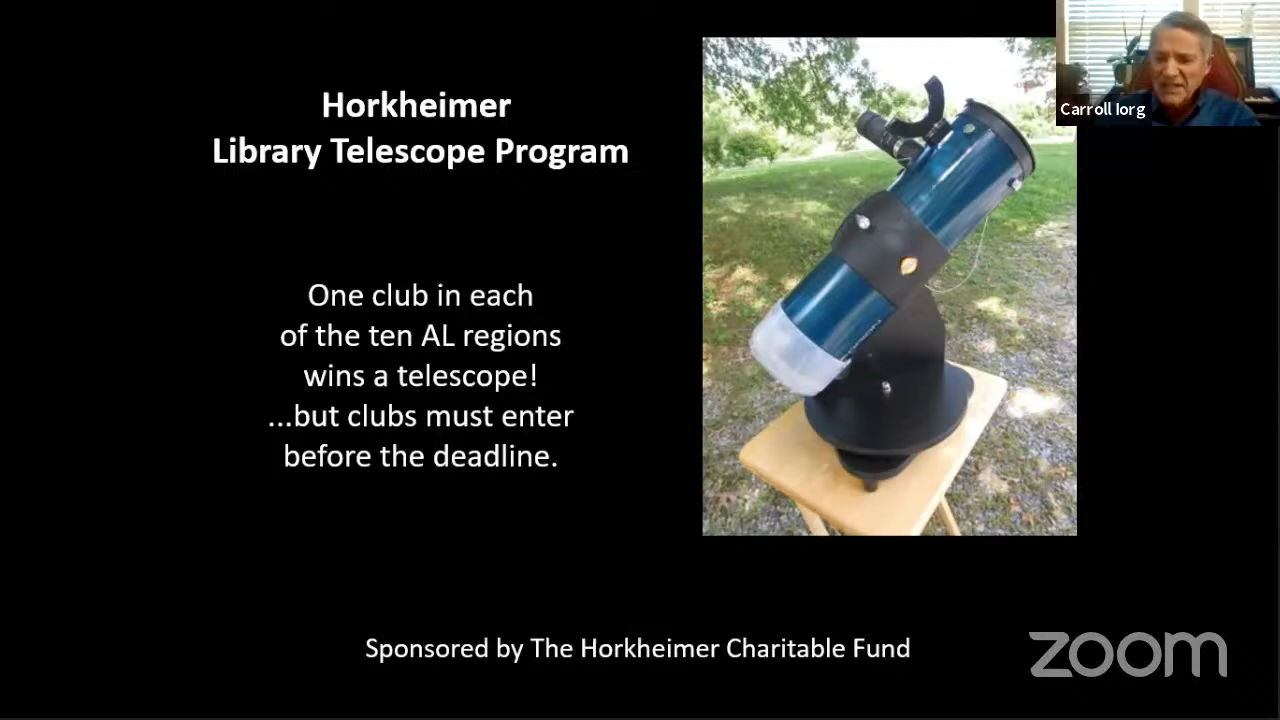 Horkheimer
Library Telescope Program
One club in each
of the ten AL regions
wins a telescope!
...but clubs must enter
before the deadline.
Sponsored by The Horkheimer Charitable Fund
Carroll Iorg
zoom